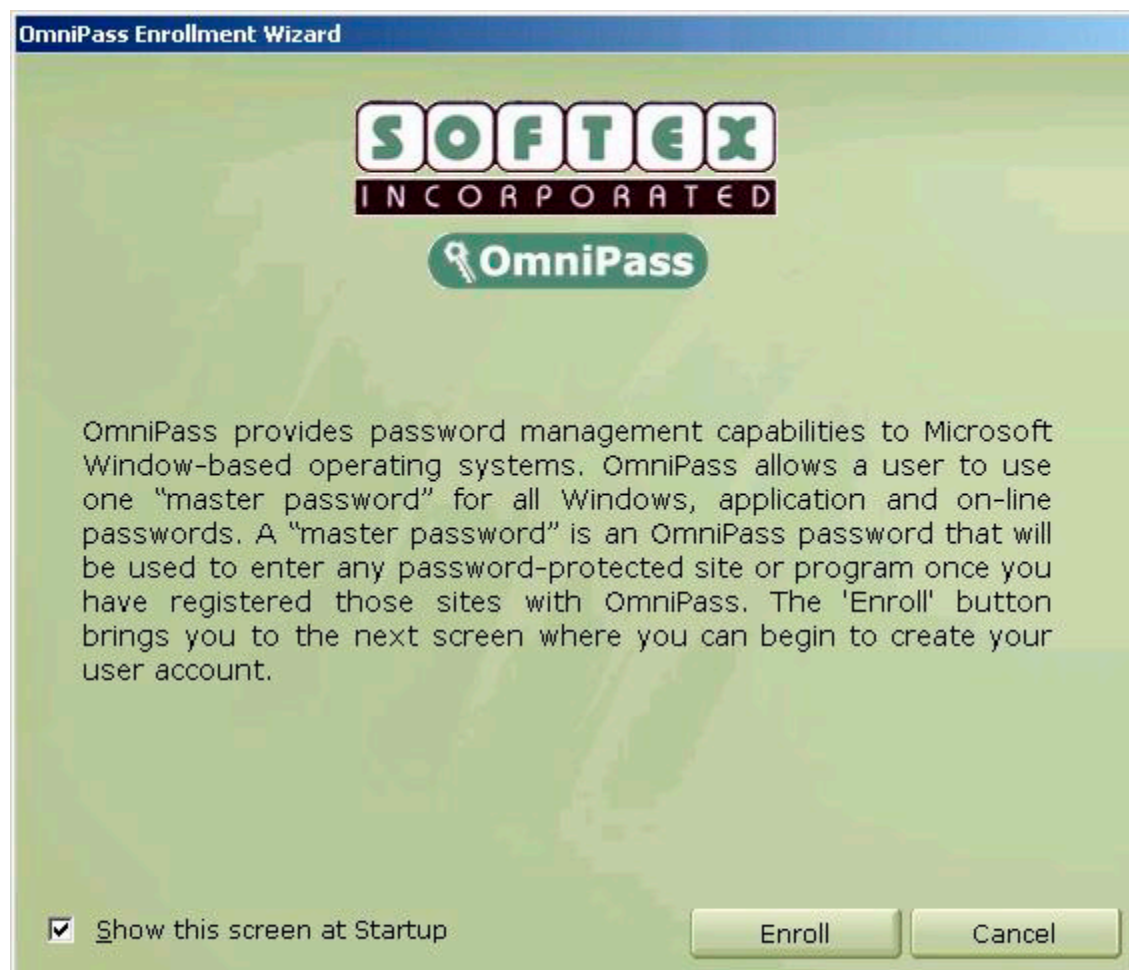 OmniPass Enrollment Wizard
SOFTEX
INCORPORATED
OmniPass
OmniPass provides password management capabilities to Microsoft
Window-based operating systems. OmniPass allows a user to use
one “master password” for all Windows, application and on-line
passwords. A “master password” is an OmniPass password that will
be used to enter any password-protected site or program once you
have registered those sites with OmniPass. The 'Enroll' button
brings you to the next screen where you can begin to create your
user account.
Show this screen at Startup
Enroll
Cancel